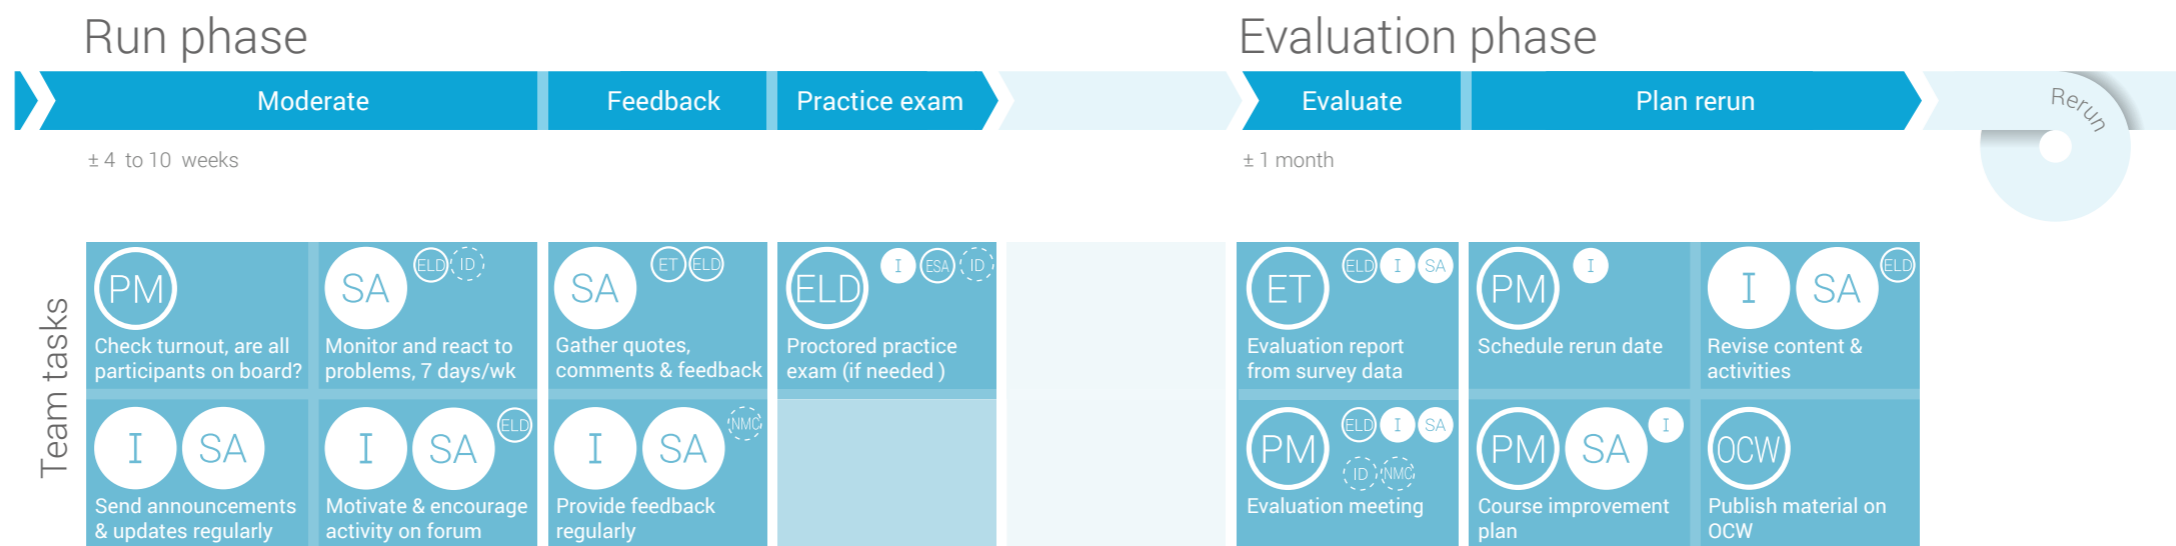 Run phase
Evaluation phase
Moderate
Feedback
Practice exam
Evaluate
Plan rerun
Rerun
± 4 to 10 weeks
± 1 month
Team tasks
PM
Check turnout, are all
participants on board?
SA ELD ID
Monitor and react to
problems, 7 days/wk
SA ET ELD
Gather quotes,
comments & feedback
ELD I ESA ID
Proctored practice
exam (if needed )
ET ELD I SA
Evaluation report
from survey data
PM I
Schedule rerun date
I SA ELD
Revise content &
activities
I SA
Send announcements
& updates regularly
I SA ELD
Motivate & encourage
activity on forum
I SA NMC
Provide feedback
regularly
PM ELD I SA
ID NMC
Evaluation meeting
PM SA I
Course improvement
plan
OCW
Publish material on
OCW